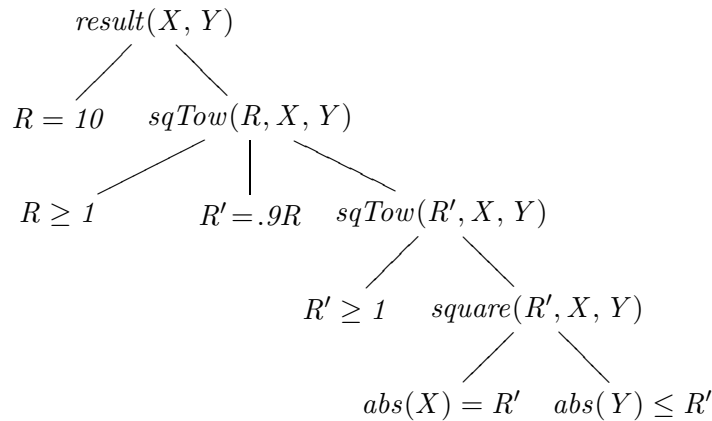 result(X, Y)
R = 10 sqTow(R, X, Y)
R ≥ 1 R′ = .9R sqTow(R′, X, Y)
R′ ≥ 1 square(R′, X, Y)
abs(X) = R′ abs(Y) ≤ R′